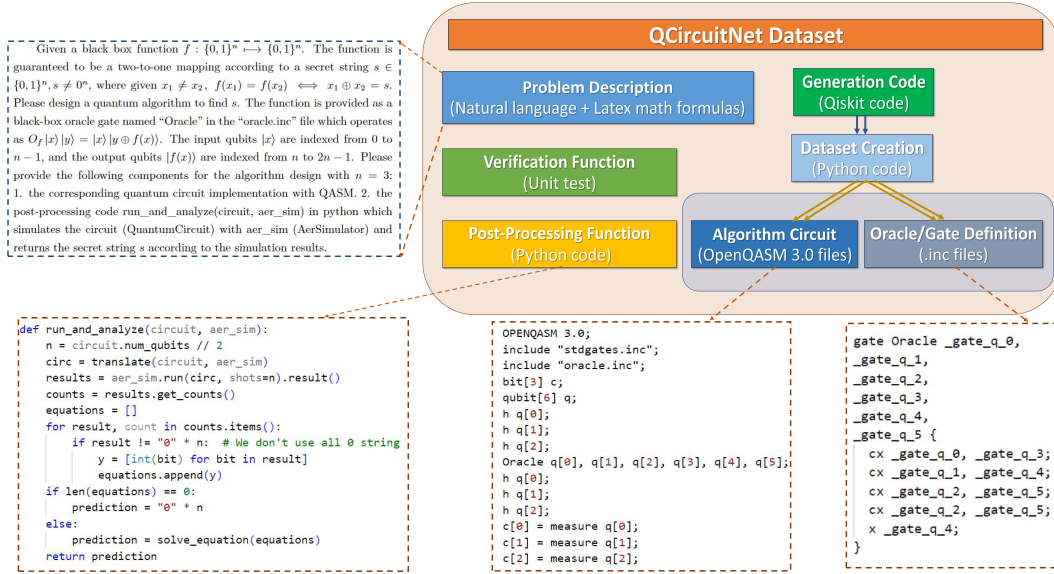 Given a black box function f : {0,1}ⁿ ⟼ {0,1}ⁿ. The function is
guaranteed to be a two-to-one mapping according to a secret string s ∈
{0,1}ⁿ, s ≠ 0ⁿ, where given x₁ ≠ x₂, f(x₁) = f(x₂) ⟺ x₁ ⊕ x₂ = s.
Please design a quantum algorithm to find s. The function is provided as a
black-box oracle gate named “Oracle” in the “oracle.inc” file which operates
as O_f |x⟩ |y⟩ = |x⟩ |y ⊕ f(x)⟩. The input qubits |x⟩ are indexed from 0 to
n − 1, and the output qubits |f(x)⟩ are indexed from n to 2n − 1. Please
provide the following components for the algorithm design with n = 3:
1. the corresponding quantum circuit implementation with QASM. 2. the
post-processing code run_and_analyze(circuit, aer_sim) in python which
simulates the circuit (QuantumCircuit) with aer_sim (AerSimulator) and
returns the secret string s according to the simulation results.
QCircuitNet Dataset
Problem Description
(Natural language + Latex math formulas)
Generation Code
(Qiskit code)
Verification Function
(Unit test)
Dataset Creation
(Python code)
Post-Processing Function
(Python code)
Algorithm Circuit
(OpenQASM 3.0 files)
Oracle/Gate Definition
(.inc files)
def run_and_analyze(circuit, aer_sim):
n = circuit.num_qubits // 2
circ = translate(circuit, aer_sim)
results = aer_sim.run(circ, shots=n).result()
counts = results.get_counts()
equations = []
for result, count in counts.items():
if result != "0" * n:  # We don't use all 0 string
y = [int(bit) for bit in result]
equations.append(y)
if len(equations) == 0:
prediction = "0" * n
else:
prediction = solve_equation(equations)
return prediction
OPENQASM 3.0;
include "stdgates.inc";
include "oracle.inc";
bit[3] c;
qubit[6] q;
h q[0];
h q[1];
h q[2];
Oracle q[0], q[1], q[2], q[3], q[4], q[5];
h q[0];
h q[1];
h q[2];
c[0] = measure q[0];
c[1] = measure q[1];
c[2] = measure q[2];
gate Oracle _gate_q_0,
_gate_q_1,
_gate_q_2,
_gate_q_3,
_gate_q_4,
_gate_q_5 {
cx _gate_q_0, _gate_q_3;
cx _gate_q_1, _gate_q_4;
cx _gate_q_2, _gate_q_5;
cx _gate_q_2, _gate_q_5;
x _gate_q_4;
}